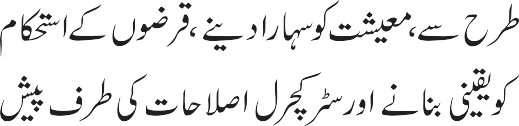 طرح سے، معیشت کو سہارا دینے، قرضوں کے استحکام
کو یقینی بنانے اور سٹرکچرل اصلاحات کی طرف پیش